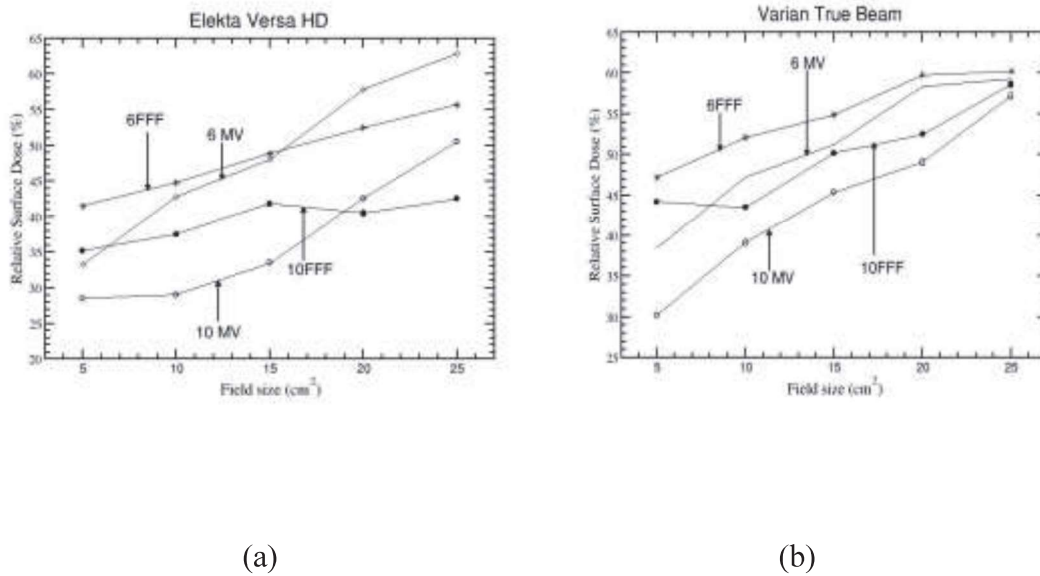 Elekta Versa HD
Relative Surface Dose (%)
65
60
55
50
45
40
35
30
25
20
6FFF
6 MV
10FFF
10 MV
5 10 15 20 25
Field size (cm²)
(a)
Varian True Beam
Relative Surface Dose (%)
65
60
55
50
45
40
35
30
25
6FFF
6 MV
10 MV
10FFF
5 10 15 20 25
Field size (cm²)
(b)